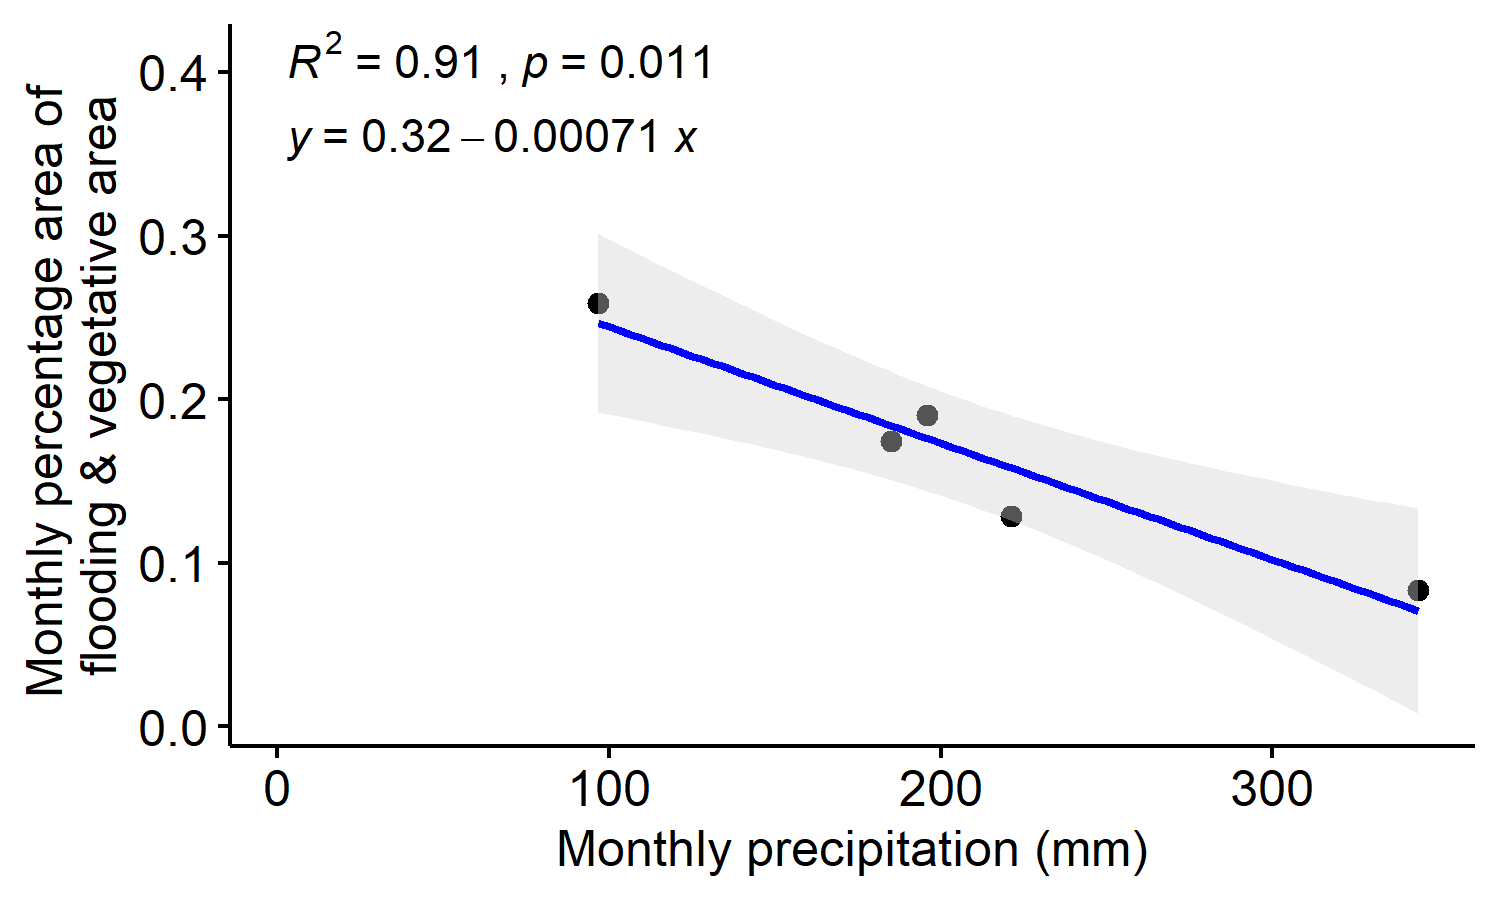 R² = 0.91 , p = 0.011
y = 0.32 – 0.00071 x
Monthly percentage area of
flooding & vegetative area
0.4
0.3
0.2
0.1
0.0
0 100 200 300
Monthly precipitation (mm)